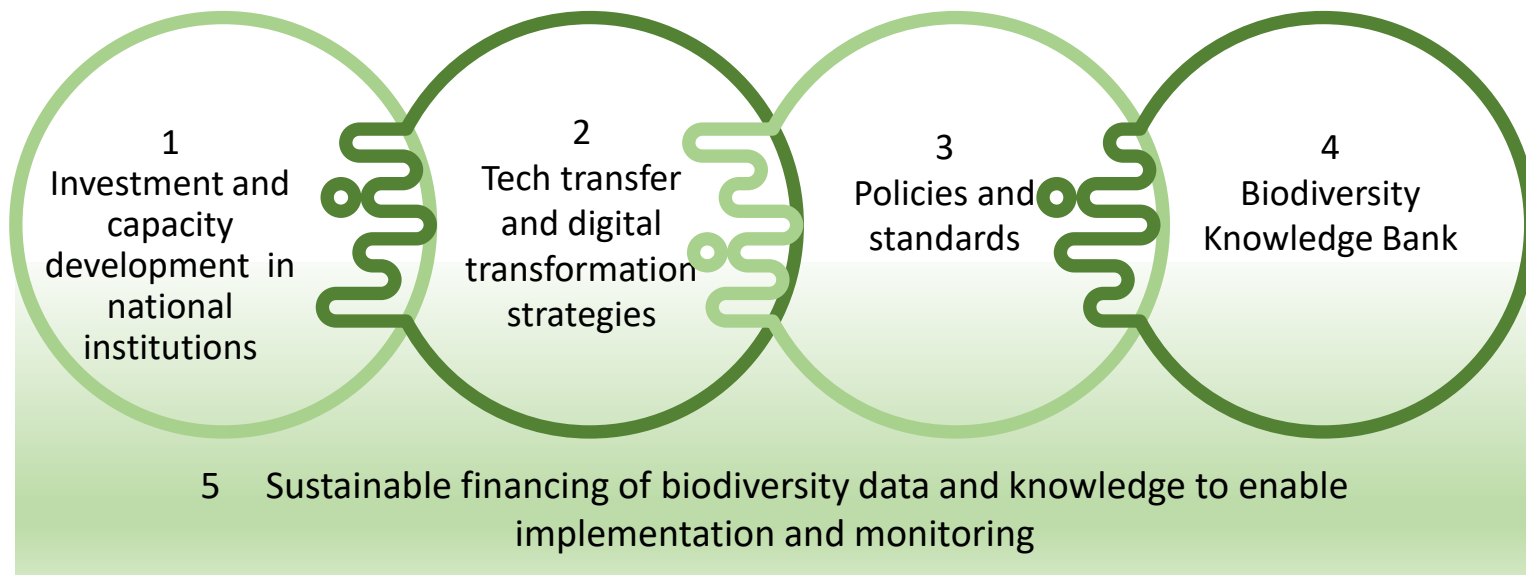 1
Investment and
capacity
development in
national
institutions
2
Tech transfer
and digital
transformation
strategies
3
Policies and
standards
4
Biodiversity
Knowledge Bank
5 Sustainable financing of biodiversity data and knowledge to enable
implementation and monitoring